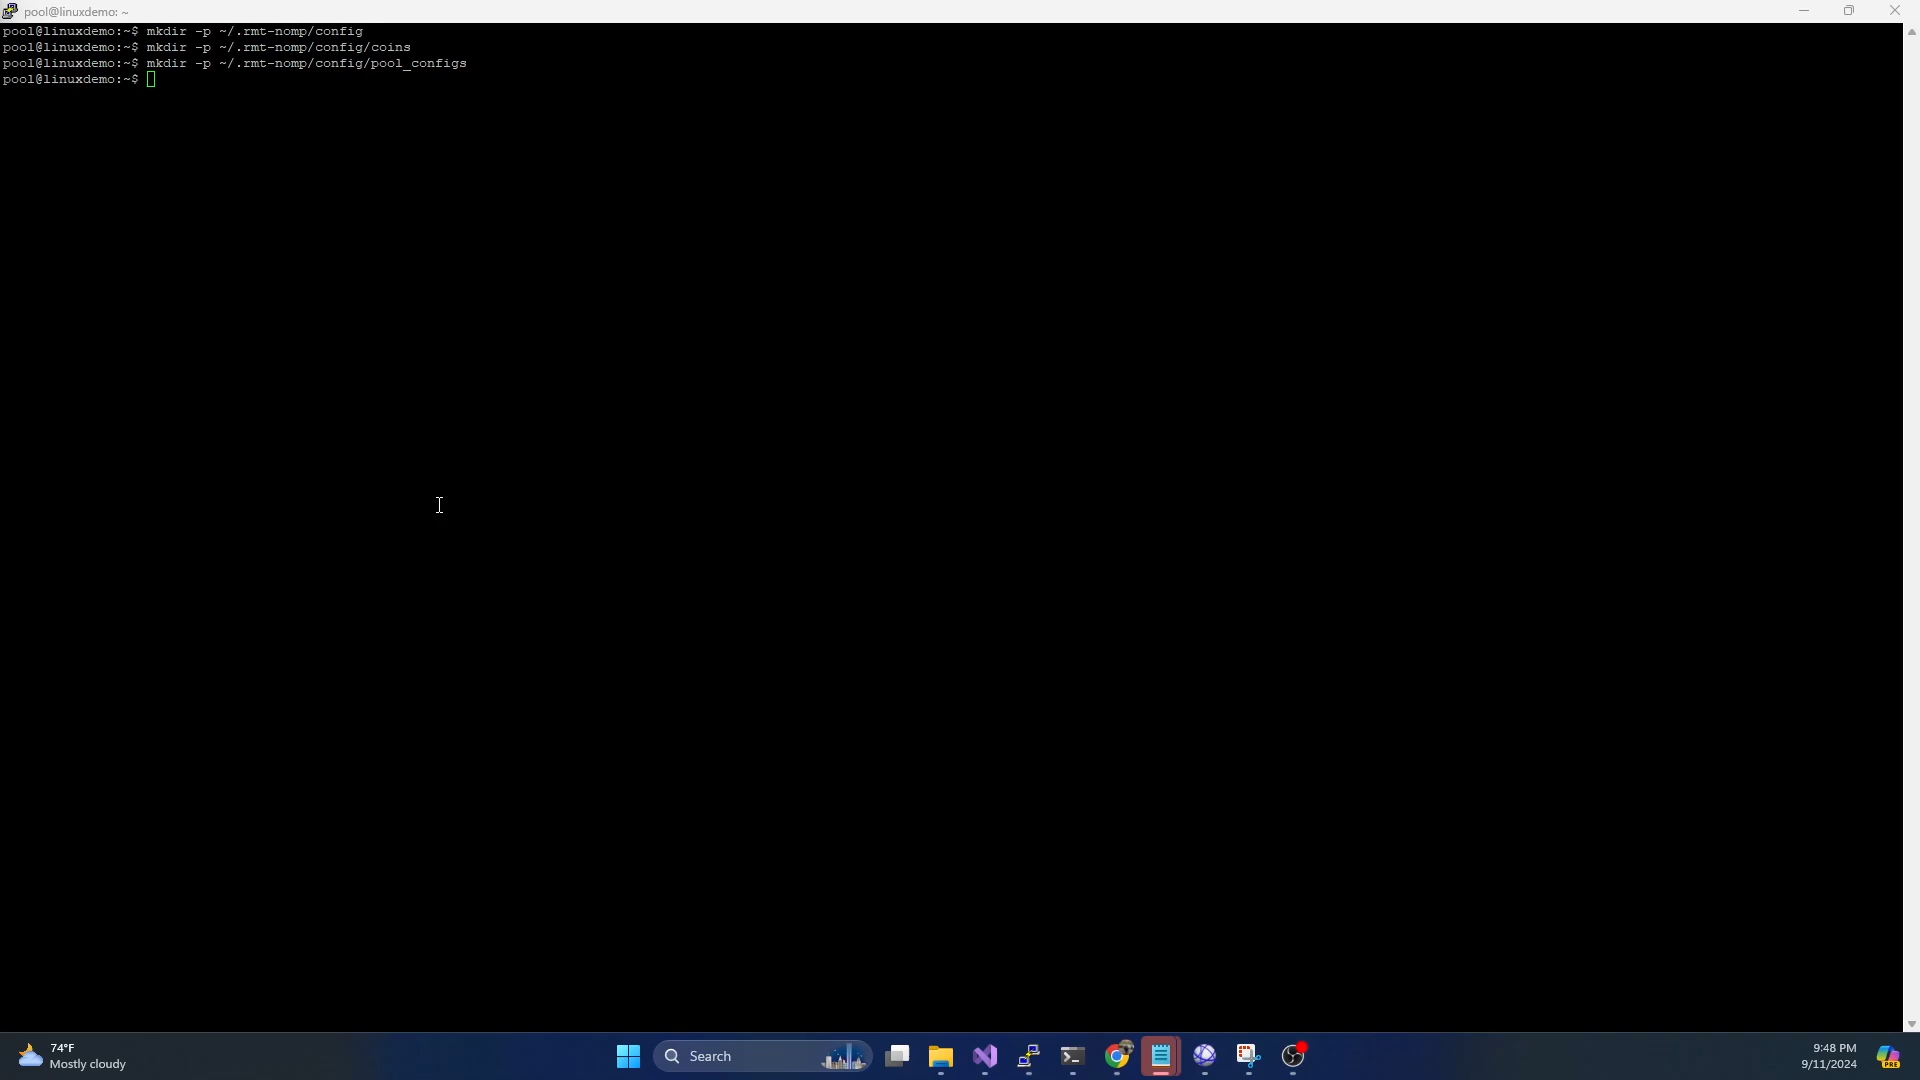 pool@linuxdemo: ~
pool@linuxdemo:~$ mkdir -p ~/.rmt-nomp/config
pool@linuxdemo:~$ mkdir -p ~/.rmt-nomp/config/coins
pool@linuxdemo:~$ mkdir -p ~/.rmt-nomp/config/pool_configs
pool@linuxdemo:~$
74°F
Mostly cloudy
Search
9:48 PM
9/11/2024
PRE